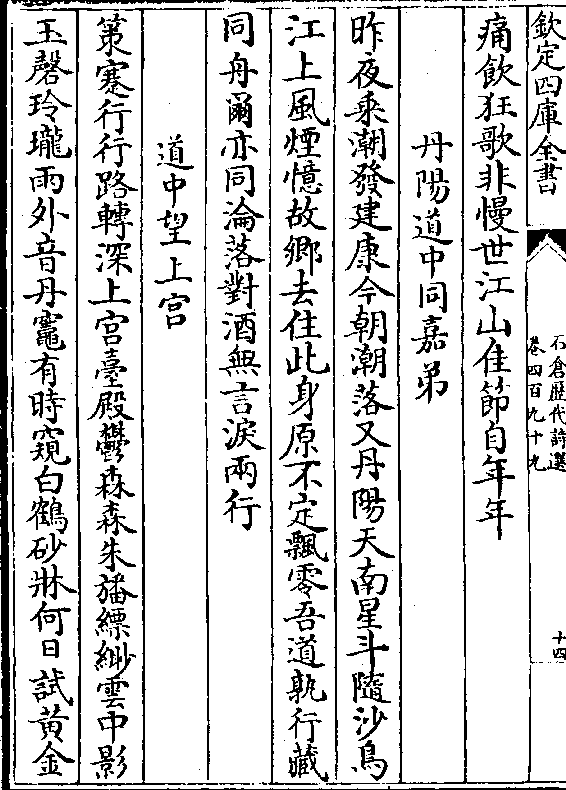 欽定四庫全書
石倉歴代詩選
卷四百九十九
十四
痛飲狂歌非慢世江山佳節自年年
丹陽道中同嘉弟
昨夜乘潮發建康今朝潮落又丹陽天南星斗隨沙鳥
江上風煙憶故鄉去住此身原不定飄零吾道孰行藏
同舟爾亦同淪落對酒無言淚兩行
道中望上宫
策蹇行行路轉深上宫臺殿鬱森森朱旛縹緲雲中影
玉磬玲瓏雨外音丹竈有時窺白鶴砂牀何日試黄金